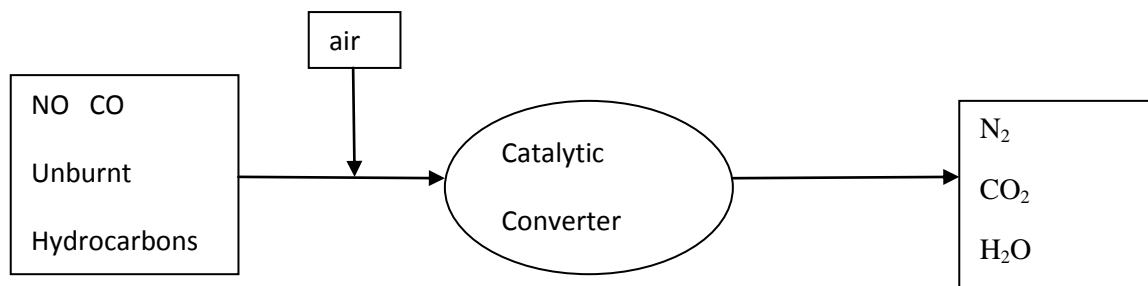 air
NO CO
Unburnt
Hydrocarbons
Catalytic
Converter
N₂
CO₂
H₂O